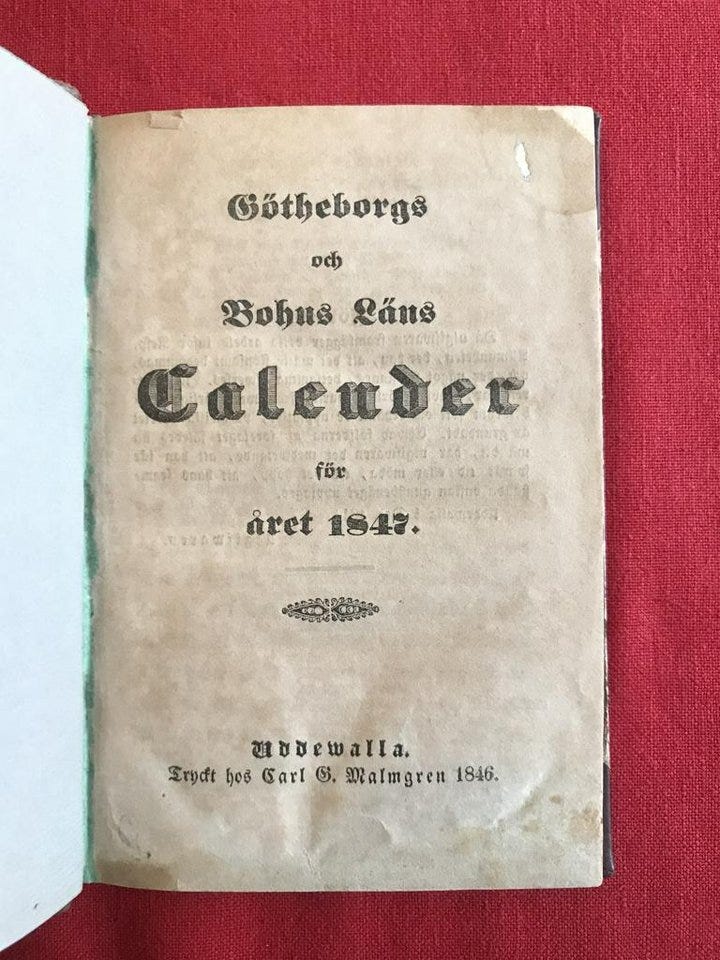 Götheborgs
och
Bohus Läns
Calender
för
året 1847.
Uddewalla.
Tryckt hos Carl G. Malmgren 1846.